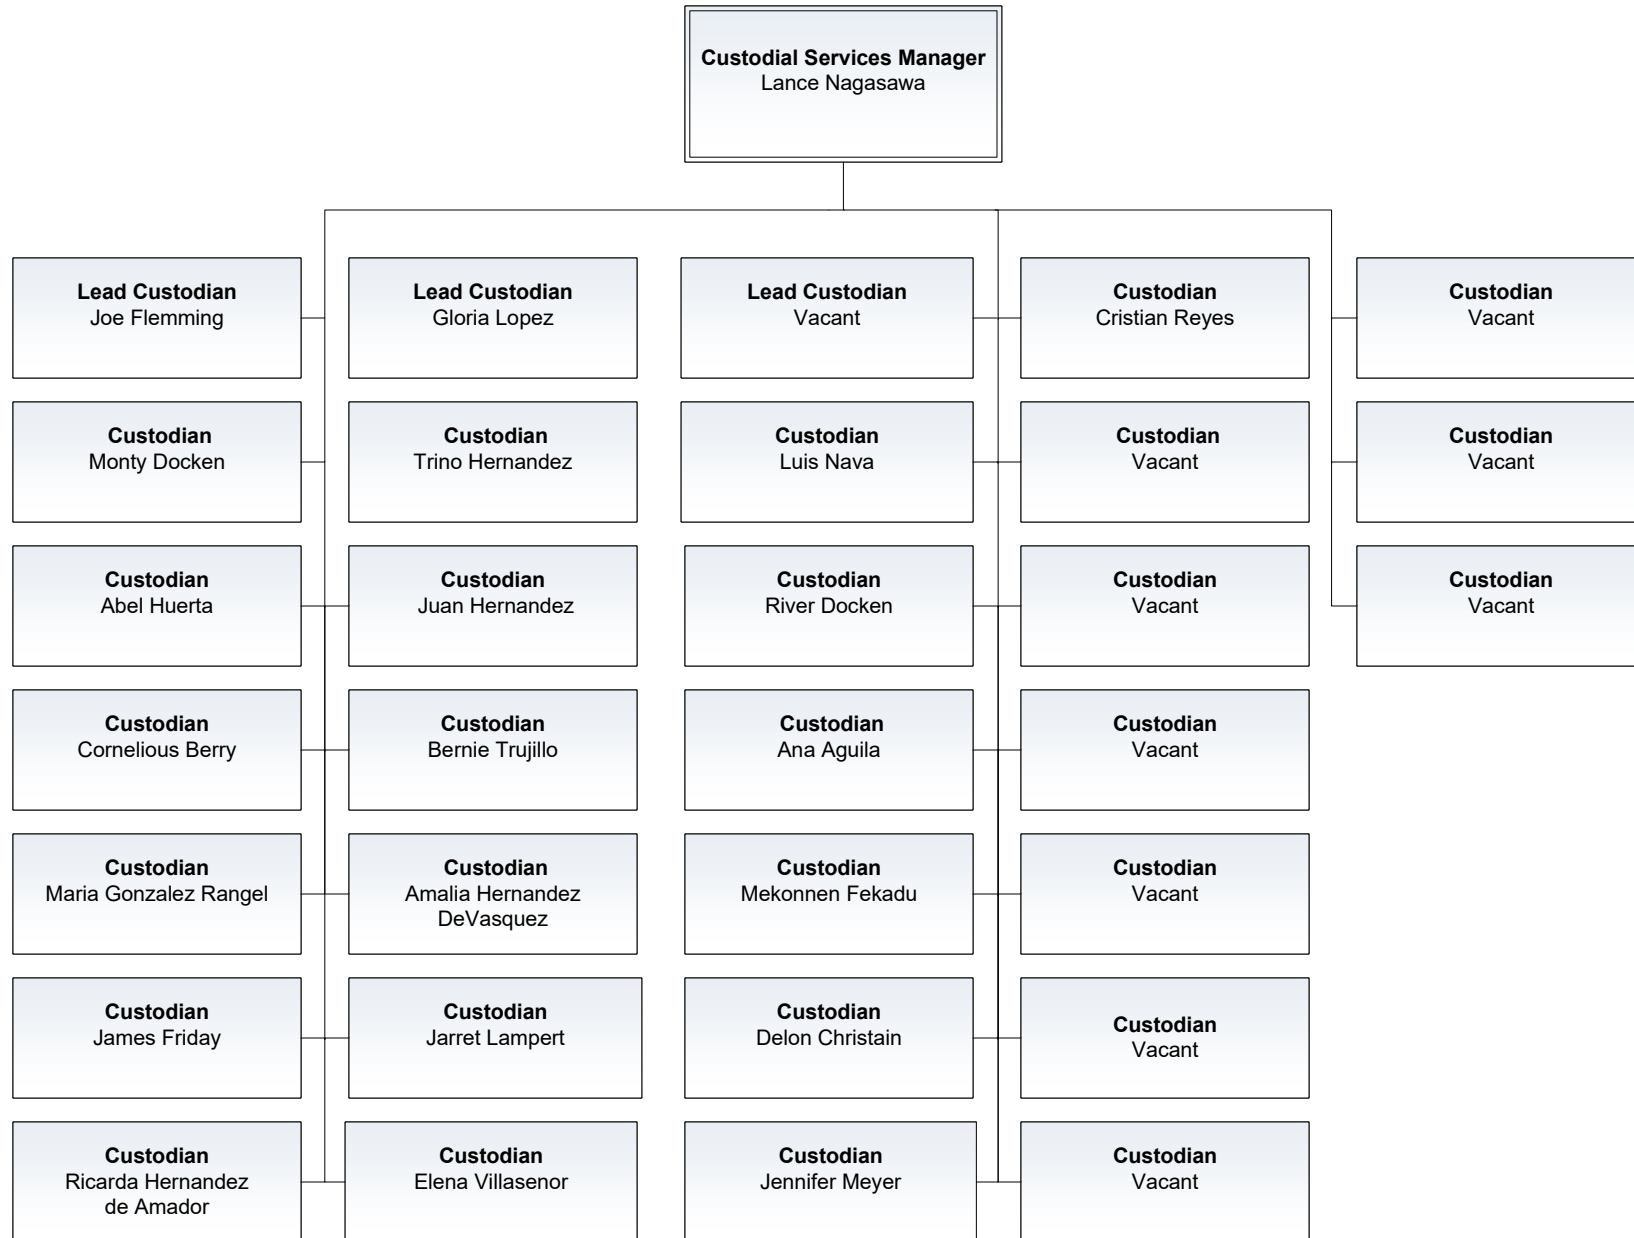 Custodial Services Manager
Lance Nagasawa
Lead Custodian
Joe Flemming
Lead Custodian
Gloria Lopez
Lead Custodian
Vacant
Custodian
Cristian Reyes
Custodian
Vacant
Custodian
Monty Docken
Custodian
Trino Hernandez
Custodian
Luis Nava
Custodian
Vacant
Custodian
Vacant
Custodian
Abel Huerta
Custodian
Juan Hernandez
Custodian
River Docken
Custodian
Vacant
Custodian
Vacant
Custodian
Cornelious Berry
Custodian
Bernie Trujillo
Custodian
Ana Aguila
Custodian
Vacant
Custodian
Maria Gonzalez Rangel
Custodian
Amalia Hernandez
DeVasquez
Custodian
Mekonnen Fekadu
Custodian
Vacant
Custodian
James Friday
Custodian
Jarret Lampert
Custodian
Delon Christain
Custodian
Vacant
Custodian
Ricarda Hernandez
de Amador
Custodian
Elena Villasenor
Custodian
Jennifer Meyer
Custodian
Vacant